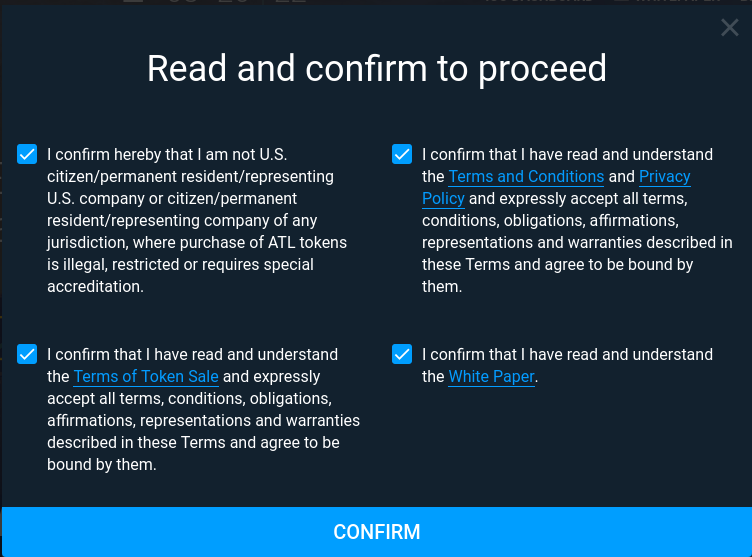 Read and confirm to proceed
I confirm hereby that I am not U.S.
citizen/permanent resident/representing
U.S. company or citizen/permanent
resident/representing company of any
jurisdiction, where purchase of ATL tokens
is illegal, restricted or requires special
accreditation.
I confirm that I have read and understand
the Terms and Conditions and Privacy
Policy and expressly accept all terms,
conditions, obligations, affirmations,
representations and warranties described in
these Terms and agree to be bound by
them.
I confirm that I have read and understand
the Terms of Token Sale and expressly
accept all terms, conditions, obligations,
affirmations, representations and warranties
described in these Terms and agree to be
bound by them.
I confirm that I have read and understand
the White Paper.
CONFIRM